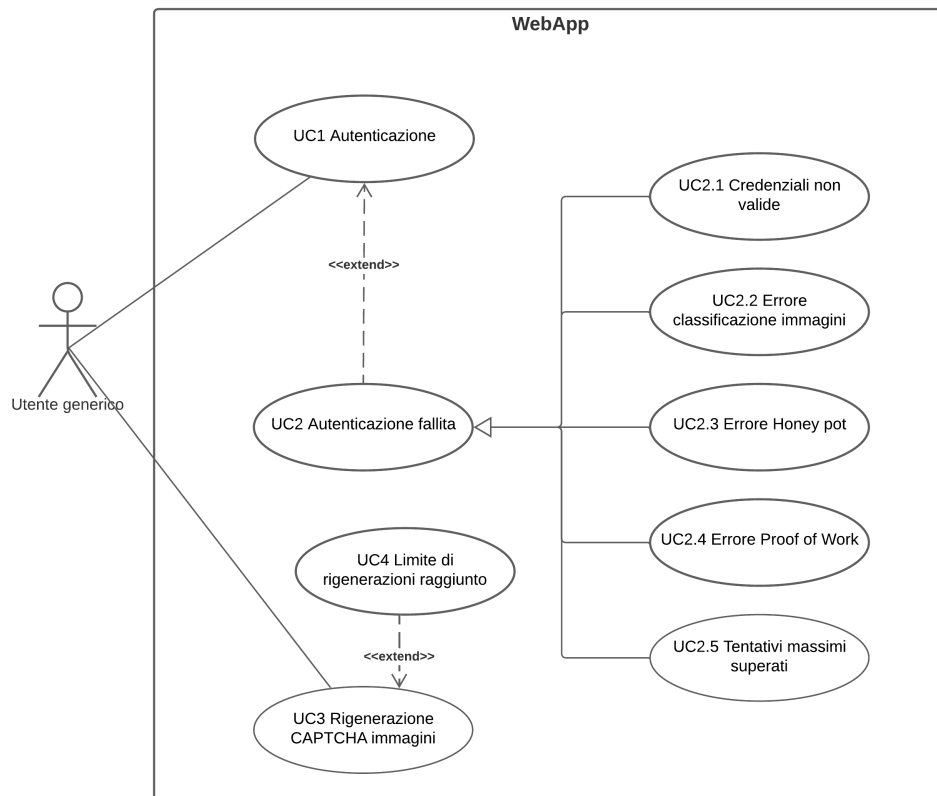 WebApp
UC1 Autenticazione
UC2.1 Credenziali non
valide
<<extend>>
UC2.2 Errore
classificazione immagini
Utente generico
UC2 Autenticazione fallita
UC2.3 Errore Honey pot
UC2.4 Errore Proof of Work
UC4 Limite di
rigenerazioni raggiunto
<<extend>>
UC2.5 Tentativi massimi
superati
UC3 Rigenerazione
CAPTCHA immagini